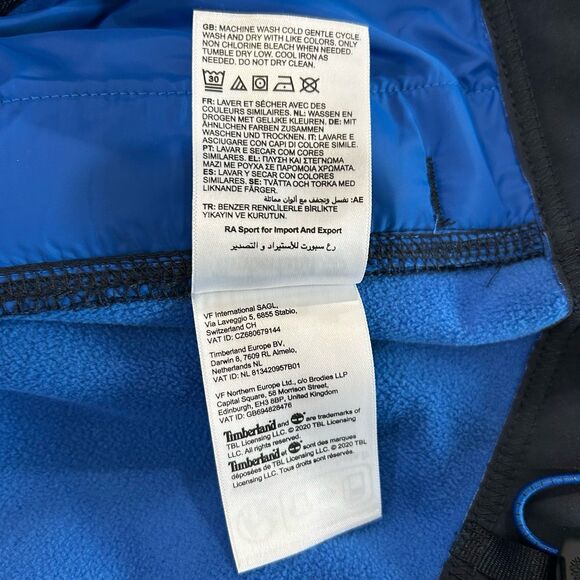 GB: MACHINE WASH COLD GENTLE CYCLE.
WASH AND DRY WITH LIKE COLORS. ONLY
NON CHLORINE BLEACH WHEN NEEDED.
TUMBLE DRY LOW. COOL IRON AS
NEEDED. DO NOT DRY CLEAN.
30
FR: LAVER ET SÉCHER AVEC DES
COULEURS SIMILAIRES. NL: WASSEN EN
DROGEN MET GELIJKE KLEUREN. DE: MIT
ÄHNLICHEN FARBEN ZUSAMMEN
WASCHEN UND TROCKNEN. IT: LAVARE E
ASCIUGARE CON CAPI DI COLORE SIMILE.
PT: LAVAR E SECAR COM CORES
SIMILARES. EL: ΠΛΥΣΗ ΚΑΙ ΣΤΕΓΝΩΜΑ
ΜΑΖΙ ΜΕ ΡΟΥΧΑ ΣΕ ΠΑΡΟΜΟΙΑ ΧΡΩΜΑΤΑ.
ES: LAVAR Y SECAR CON COLORES
SIMILARES. SE: TVÄTTA OCH TORKA MED
LIKNANDE FÄRGER.
AE: تغسل وتجفف مع ألوان مماثلة
TR: BENZER RENKLILERLE BİRLİKTE
YIKAYIN VE KURUTUN.
RA Sport for Import And Export
رع سبورت للأستيراد و التصدير
VF International SAGL,
Via Laveggio 5, 6855 Stabio,
Switzerland CH
VAT ID: CZ680679144
Timberland Europe BV,
Darwin 8, 7609 RL Almelo,
Netherlands NL
VAT ID: NL 813420957B01
VF Northern Europe Ltd., c/o Brodies LLP
Capital Square, 58 Morrison Street,
Edinburgh, EH3 8BP, United Kingdom
VAT ID: GB694828476
Timberland and are trademarks of
TBL Licensing LLC. © 2020 TBL Licensing
LLC. All rights reserved.
Timberland et sont des marques
déposées de TBL Licensing LLC. © 2020 TBL
Licensing LLC. Tous droits sont réservés.